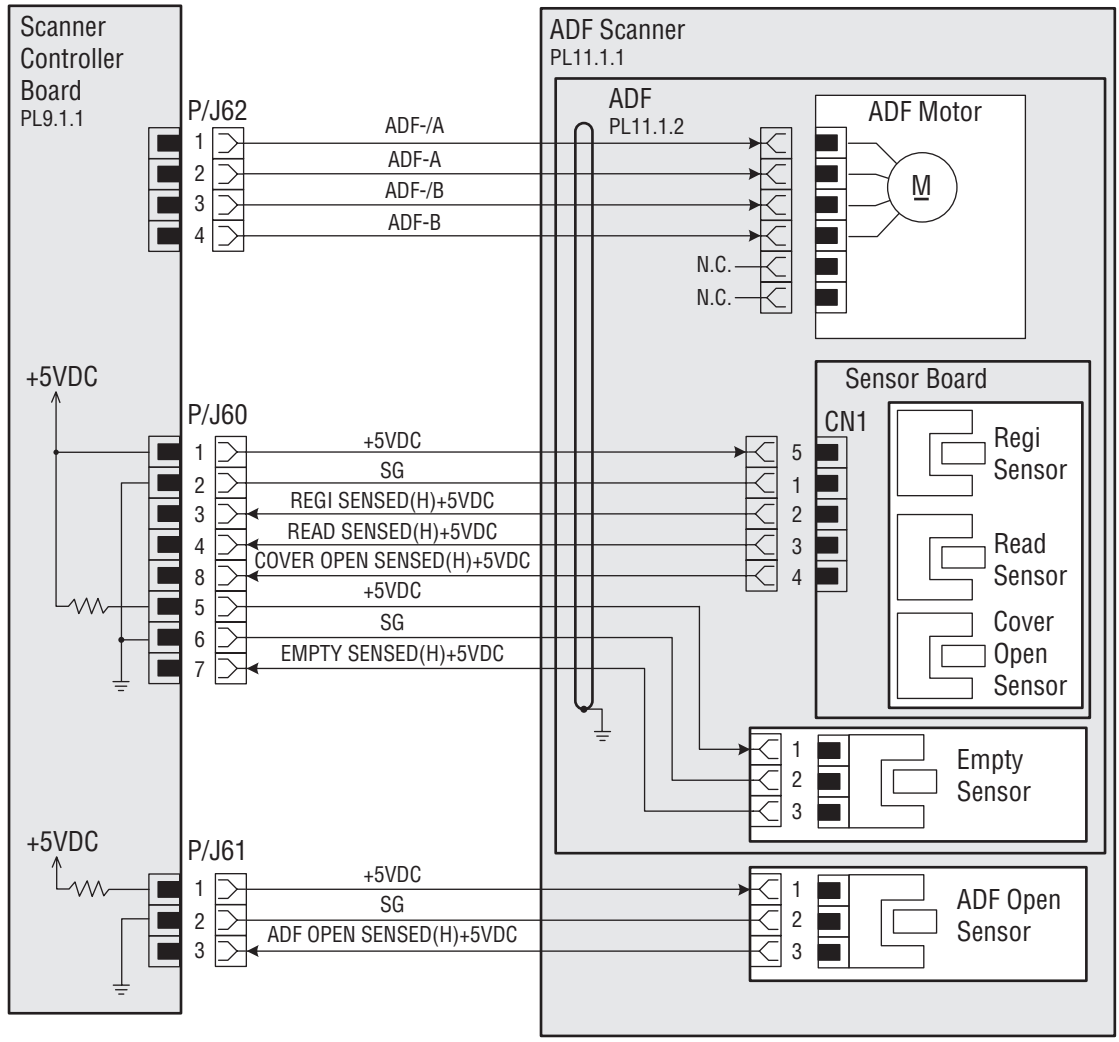 Scanner
Controller
Board
PL9.1.1
P/J62
1
2
3
4
ADF-/A
ADF-A
ADF-/B
ADF-B
ADF Scanner
PL11.1.1
ADF
PL11.1.2
N.C.
N.C.
ADF Motor
M
+5VDC
P/J60
1
2
3
4
8
5
6
7
+5VDC
SG
REGI SENSED(H)+5VDC
READ SENSED(H)+5VDC
COVER OPEN SENSED(H)+5VDC
+5VDC
SG
EMPTY SENSED(H)+5VDC
Sensor Board
CN1
5
1
2
3
4
Regi
Sensor
Read
Sensor
Cover
Open
Sensor
1
2
3
Empty
Sensor
+5VDC
P/J61
1
2
3
+5VDC
SG
ADF OPEN SENSED(H)+5VDC
1
2
3
ADF Open
Sensor